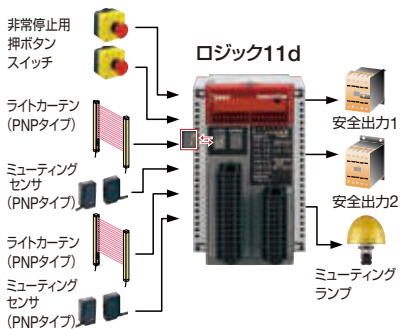 非常停止用
押ボタン
スイッチ
ロジック11d
ライトカーテン
(PNPタイプ)
安全出力1
ミューティング
センサ
(PNPタイプ)
安全出力2
ライトカーテン
(PNPタイプ)
ミューティング
ランプ
ミューティング
センサ
(PNPタイプ)